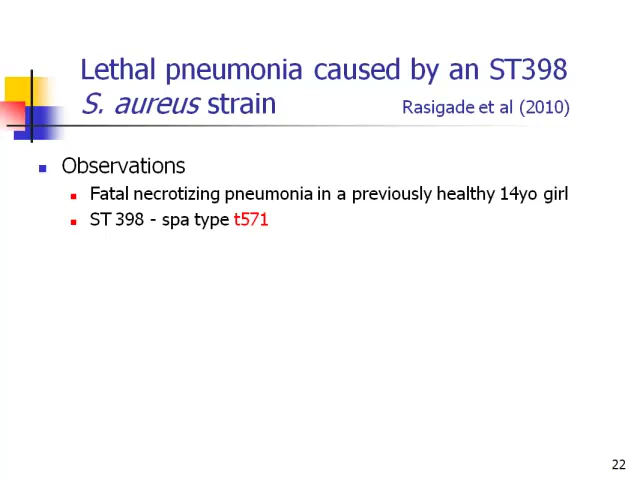 Lethal pneumonia caused by an ST398
S. aureus strain Rasigade et al (2010)
Observations
Fatal necrotizing pneumonia in a previously healthy 14yo girl
ST 398 - spa type t571
22